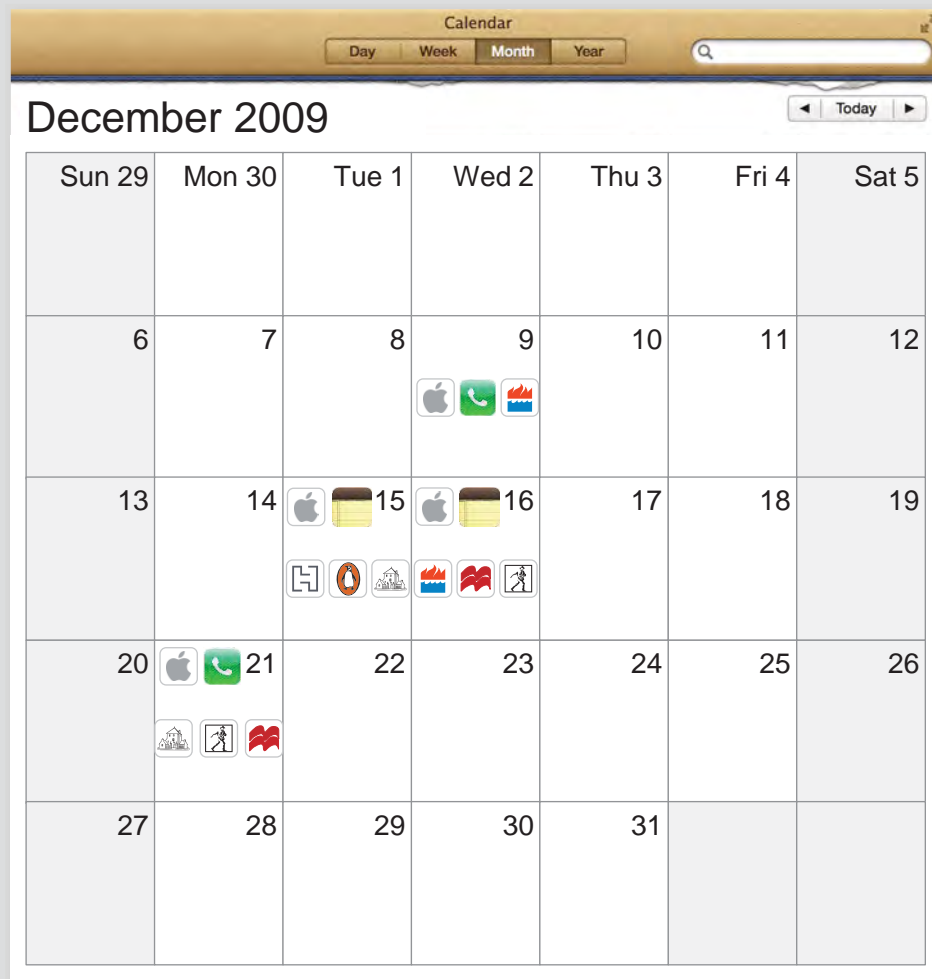 Calendar
Day Week Month Year
December 2009
Today
Sun 29 Mon 30 Tue 1 Wed 2 Thu 3 Fri 4 Sat 5
6 7 8 9 10 11 12
13 14 15 16 17 18 19
20 21 22 23 24 25 26
27 28 29 30 31